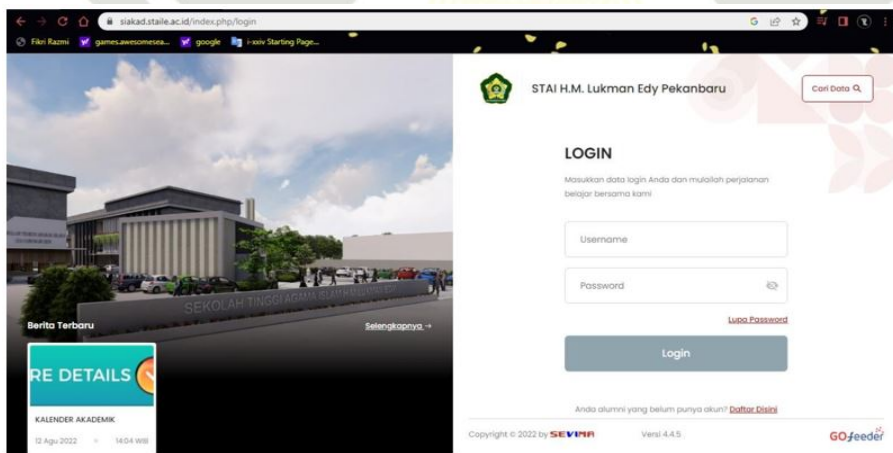 siakad.staile.ac.id/index.php/login
Fikri Razmi
games.awesomesea...
google
i-xxiv Starting Page...
SEKOLAH TINGGI AGAMA ISLAM
Berita Terbaru
Selengkapnya →
RE DETAILS
KALENDER AKADEMIK
12 Agu 2022
14:04 WIB
STAI H.M. Lukman Edy Pekanbaru
Cari Data
LOGIN
Masukkan data login Anda dan mulailah perjalanan
belajar bersama kami
Username
Password
Lupa Password
Login
Anda alumni yang belum punya akun? Daftar Disini
Copyright © 2022 by SEVIMA
Versi 4.4.5
GOfeeder